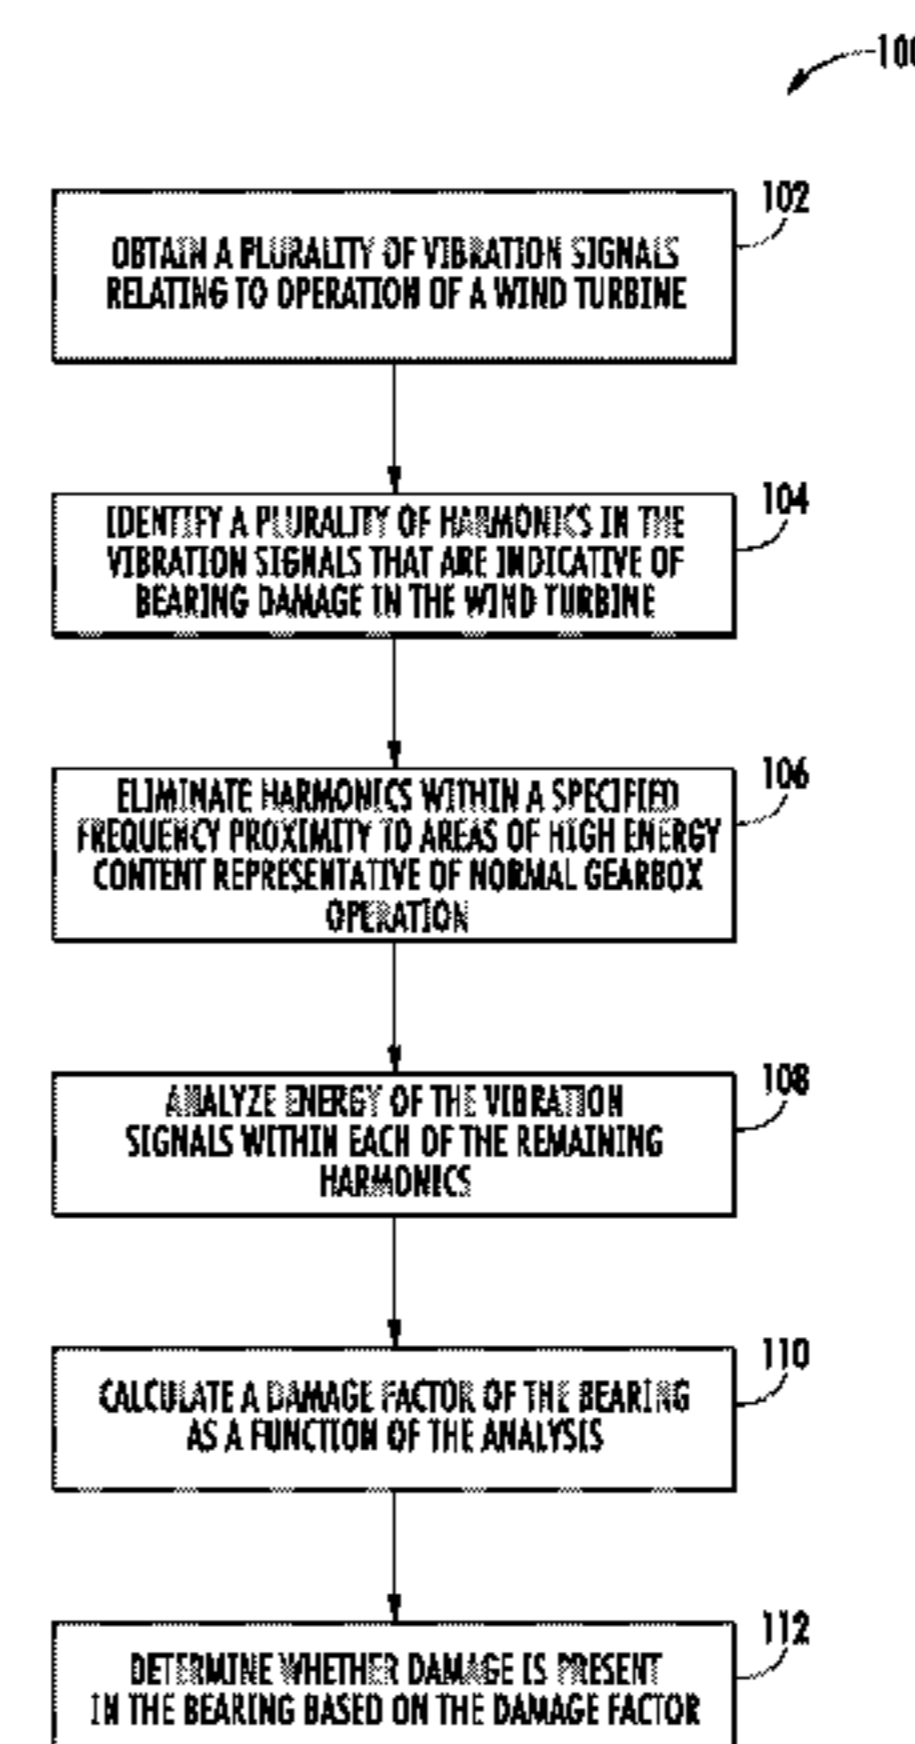 100
102
OBTAIN A PLURALITY OF VIBRATION SIGNALS
RELATING TO OPERATION OF A WIND TURBINE
104
IDENTIFY A PLURALITY OF HARMONICS IN THE
VIBRATION SIGNALS THAT ARE INDICATIVE OF
BEARING DAMAGE IN THE WIND TURBINE
106
ELIMINATE HARMONICS WITHIN A SPECIFIED
FREQUENCY PROXIMITY TO AREAS OF HIGH ENERGY
CONTENT REPRESENTATIVE OF NORMAL GEARBOX
OPERATION
108
ANALYZE ENERGY OF THE VIBRATION
SIGNALS WITHIN EACH OF THE REMAINING
HARMONICS
110
CALCULATE A DAMAGE FACTOR OF THE BEARING
AS A FUNCTION OF THE ANALYSIS
112
DETERMINE WHETHER DAMAGE IS PRESENT
IN THE BEARING BASED ON THE DAMAGE FACTOR